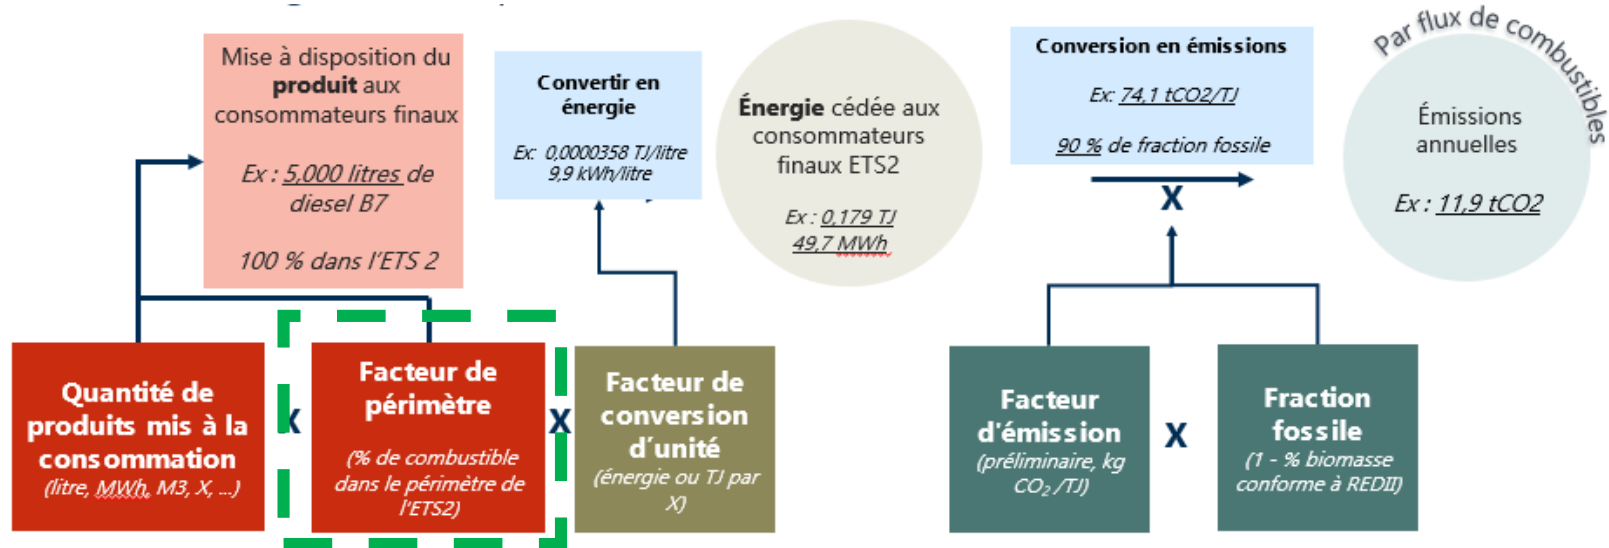 Mise à disposition du
produit aux
consommateurs finaux
Ex : 5,000 litres de
diesel B7
100 % dans l'ETS 2
Convertir en
énergie
Ex: 0,0000358 TJ/litre
9,9 kWh/litre
Énergie cédée aux
consommateurs
finaux ETS2
Ex : 0,179 TJ
49,7 MWh
Conversion en émissions
Ex: 74,1 tCO2/TJ
90 % de fraction fossile
X
Par flux de combustibles
Émissions
annuelles
Ex : 11,9 tCO2
Quantité de
produits mis à la
consommation
(litre, MWh, M3, X, ...)
X
Facteur de
périmètre
(% de combustible
dans le périmètre de
l'ETS2)
X
Facteur de
conversion
d'unité
(énergie ou TJ par
X)
Facteur
d'émission
(préliminaire, kg
CO₂ /TJ)
X
Fraction
fossile
(1 - % biomasse
conforme à REDII)